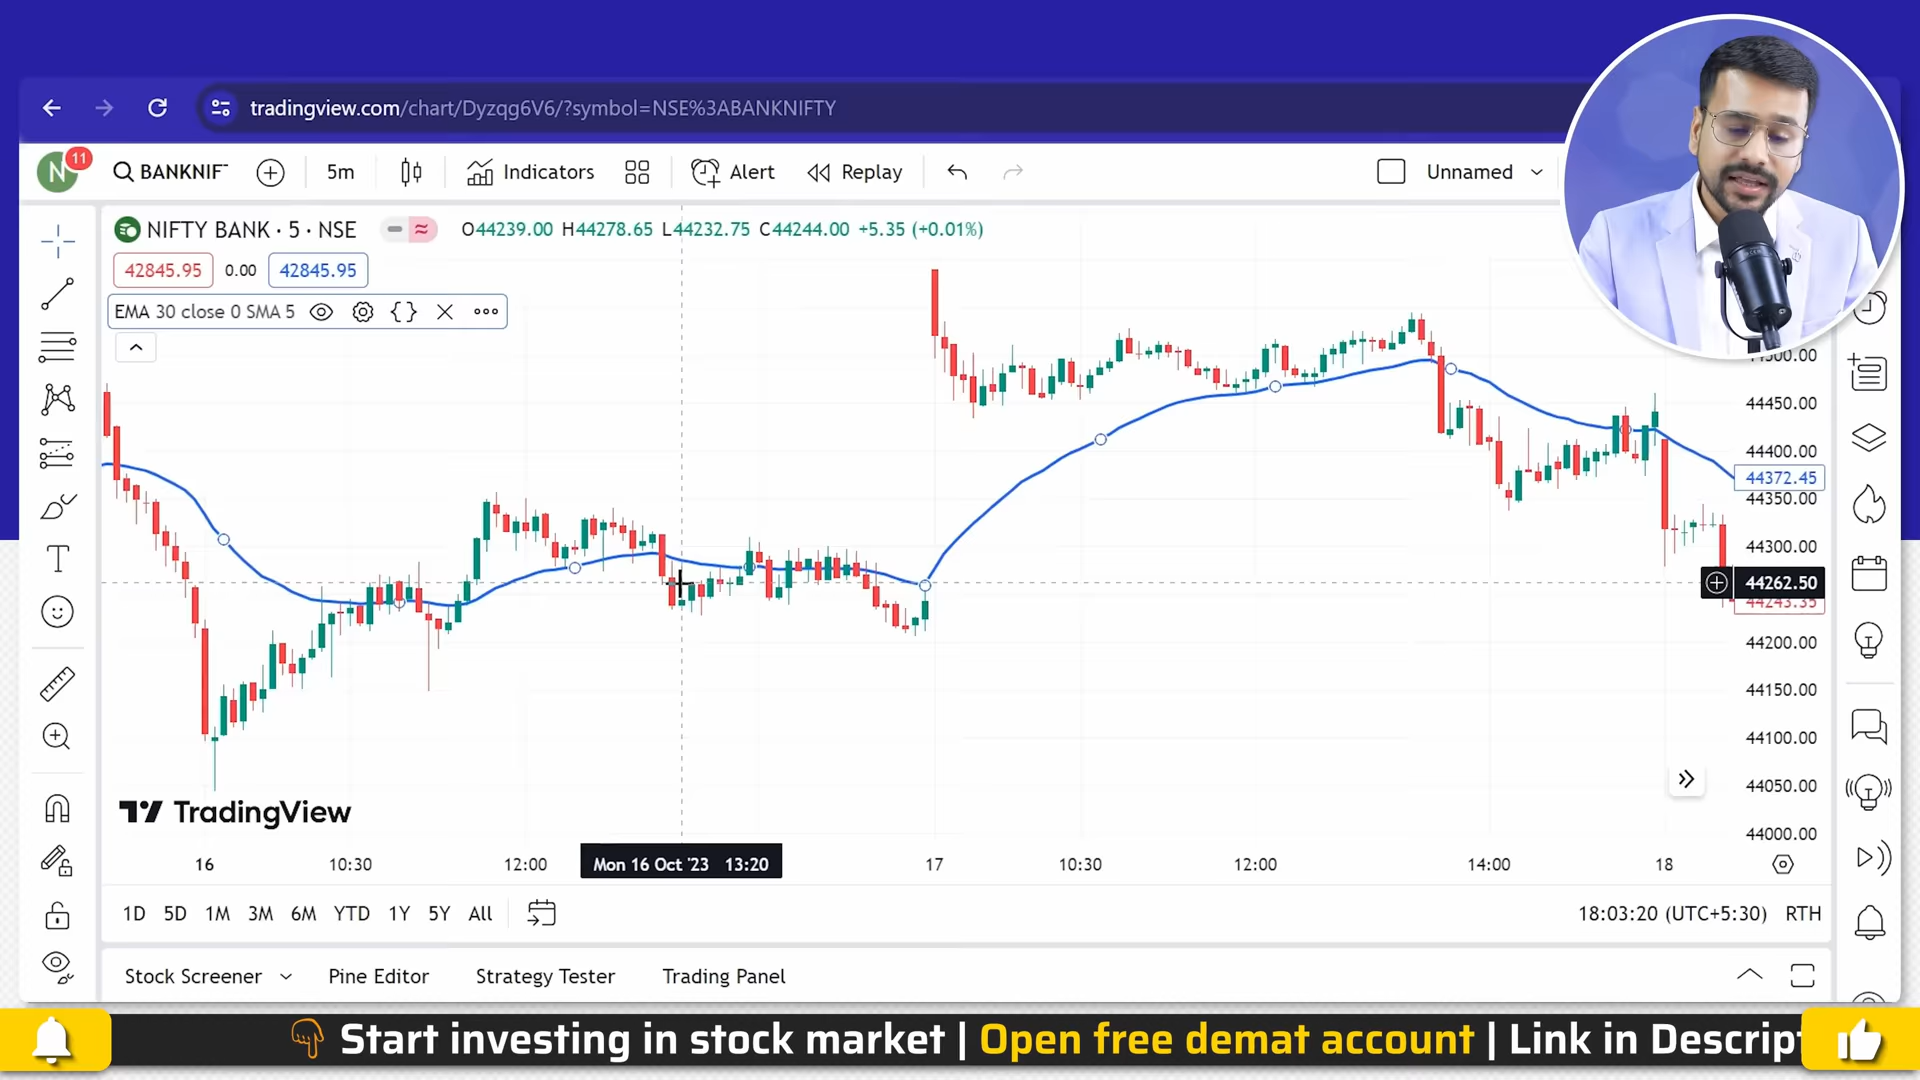 tradingview.com/chart/Dyzqg6V6/?symbol=NSE%3ABANKNIFTY
N 11 BANKNIF 5m Indicators Alert Replay Unnamed
NIFTY BANK · 5 · NSE O44239.00 H44278.65 L44232.75 C44244.00 +5.35 (+0.01%)
42845.95 0.00 42845.95
EMA 30 close 0 SMA 5
44450.00
44400.00
44372.45
44350.00
44300.00
44262.50
44243.35
44200.00
44150.00
44100.00
44050.00
44000.00
TradingView
16 10:30 12:00 Mon 16 Oct '23 13:20 17 10:30 12:00 14:00 18
1D 5D 1M 3M 6M YTD 1Y 5Y All 18:03:20 (UTC+5:30) RTH
Stock Screener Pine Editor Strategy Tester Trading Panel
Start investing in stock market | Open free demat account | Link in Descrip